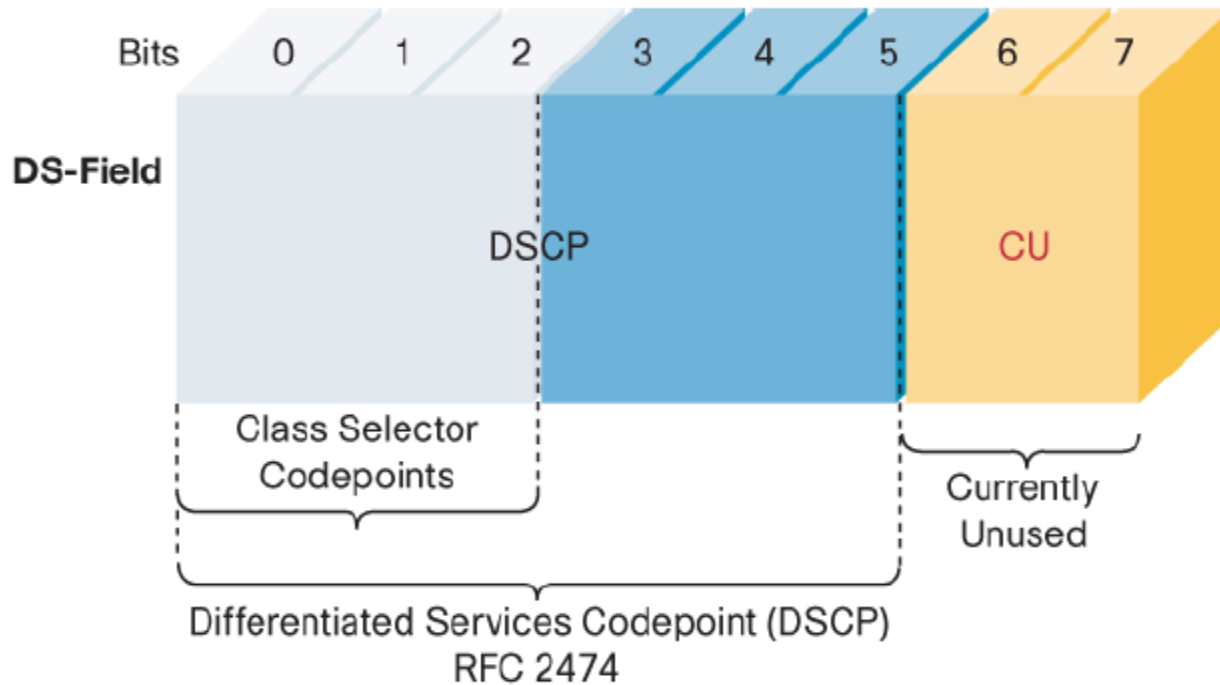 Bits 0 1 2 3 4 5 6 7
DS-Field
DSCP CU
Class Selector
Codepoints
Currently
Unused
Differentiated Services Codepoint (DSCP)
RFC 2474